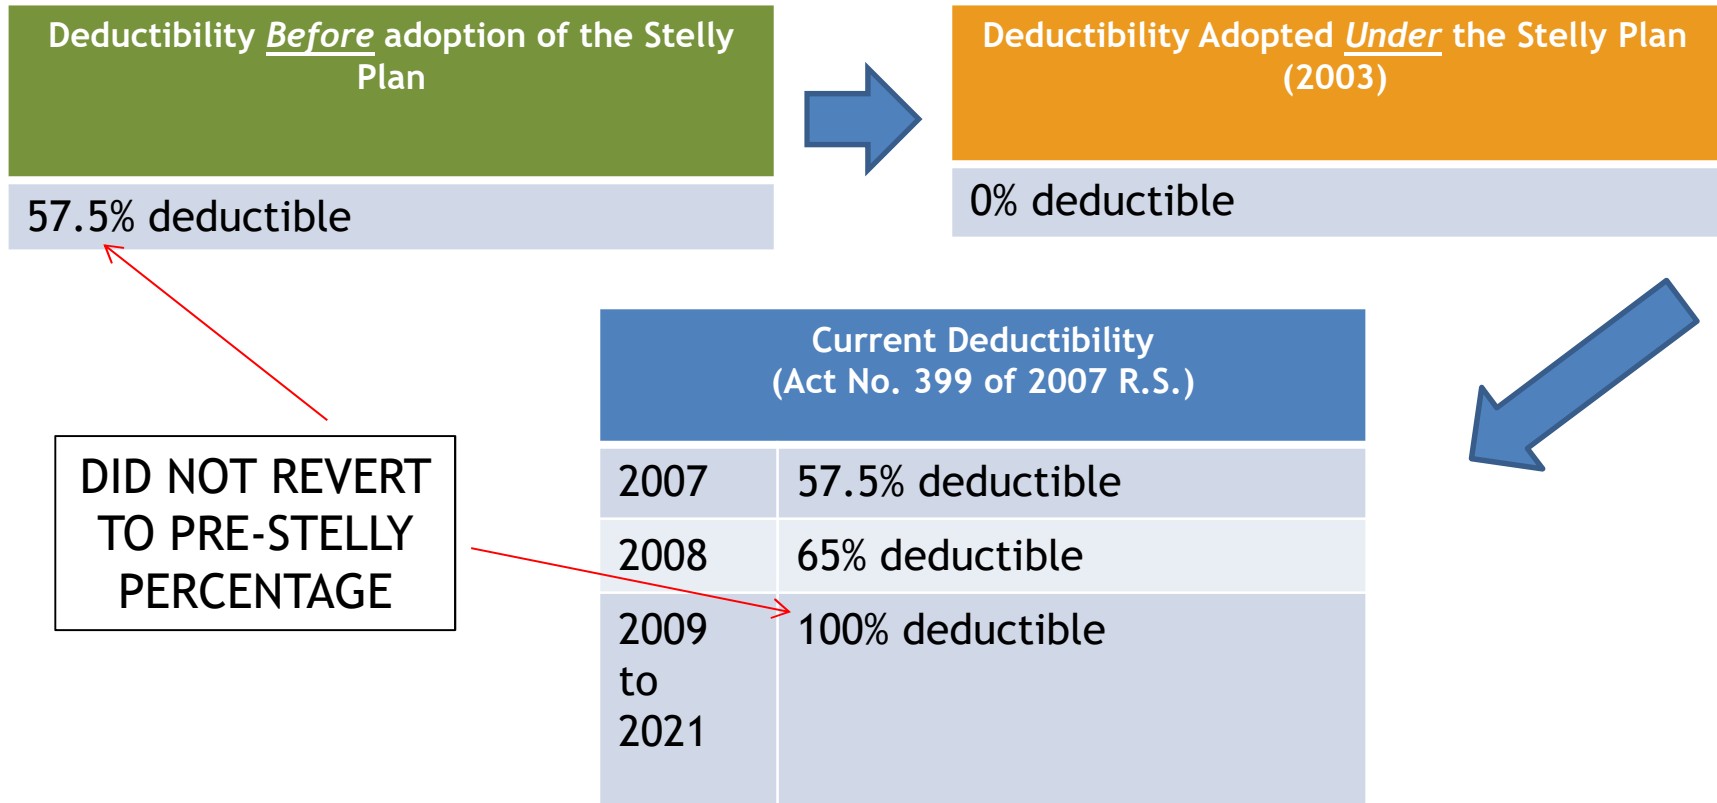 Deductibility Before adoption of the Stelly
Plan
57.5% deductible
Deductibility Adopted Under the Stelly Plan
(2003)
0% deductible
Current Deductibility
(Act No. 399 of 2007 R.S.)
2007 57.5% deductible
2008 65% deductible
2009 100% deductible
to
2021
DID NOT REVERT
TO PRE-STELLY
PERCENTAGE